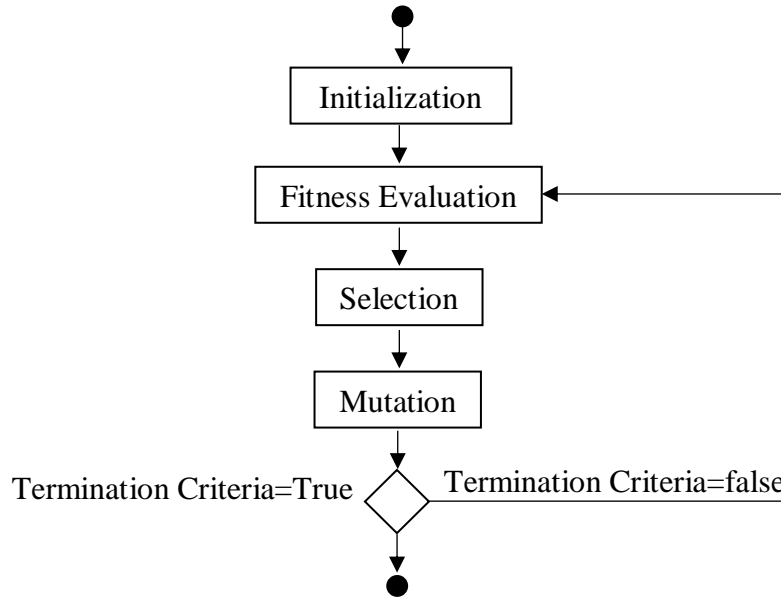 Initialization
Fitness Evaluation
Selection
Mutation
Termination Criteria=True
Termination Criteria=false